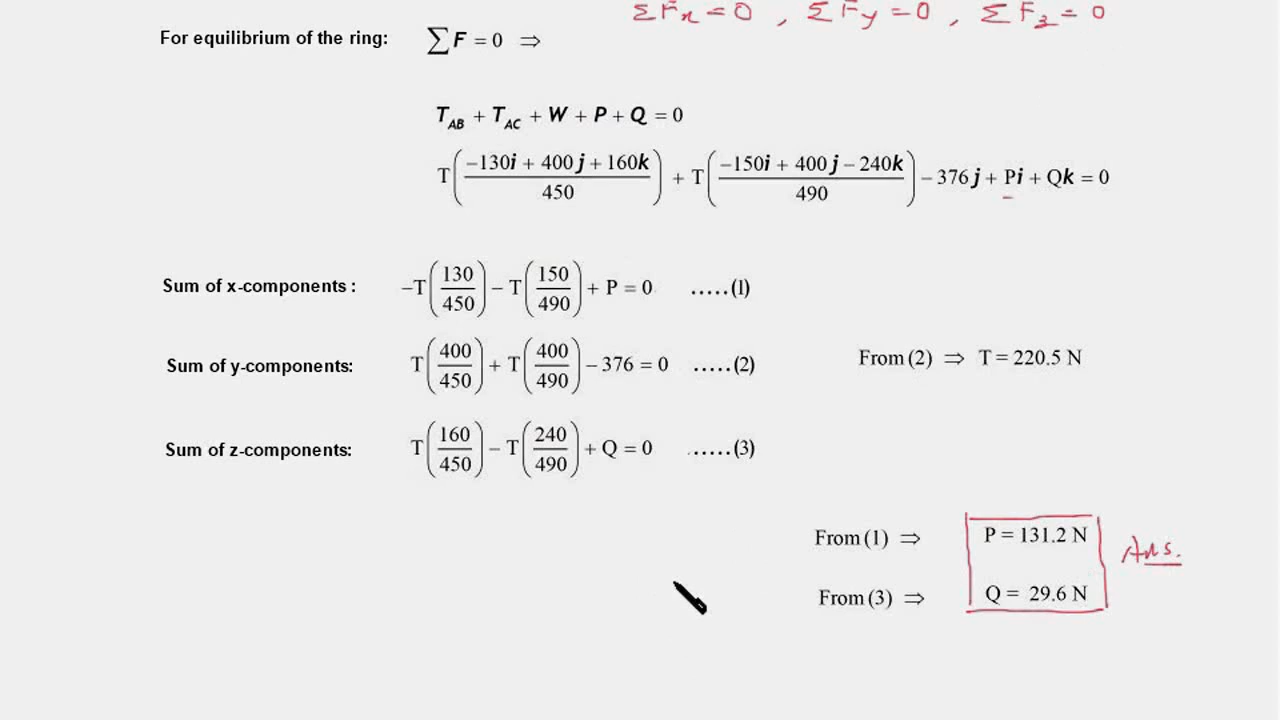 ΣFx = 0 , ΣFy = 0 , ΣFz = 0
For equilibrium of the ring: ∑F = 0 ⇒
T_AB + T_AC + W + P + Q = 0
T((−130i + 400j + 160k)/450) + T((−150i + 400j − 240k)/490) − 376j + Pi + Qk = 0
Sum of x-components : −T(130/450) − T(150/490) + P = 0 .....(1)
Sum of y-components: T(400/450) + T(400/490) − 376 = 0 .....(2) From (2) ⇒ T = 220.5 N
Sum of z-components: T(160/450) − T(240/490) + Q = 0 .....(3)
From (1) ⇒ P = 131.2 N Ans.
From (3) ⇒ Q = 29.6 N